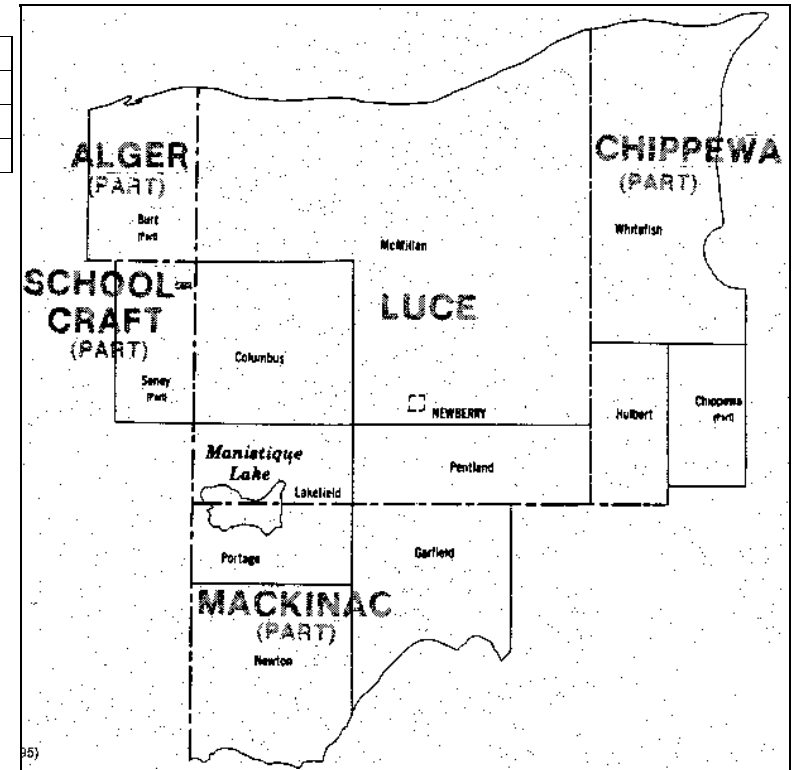 ALGER
(PART)
Burt
(Part)
CHIPPEWA
(PART)
Whitefish
McMillan
SCHOOL-
CRAFT
(PART)
Seney
(Part)
LUCE
Columbus
NEWBERRY
Hulbert
Chippewa
(Part)
Manistique
Lake
Lakefield
Pentland
Portage
Garfield
MACKINAC
(PART)
Newton
95)